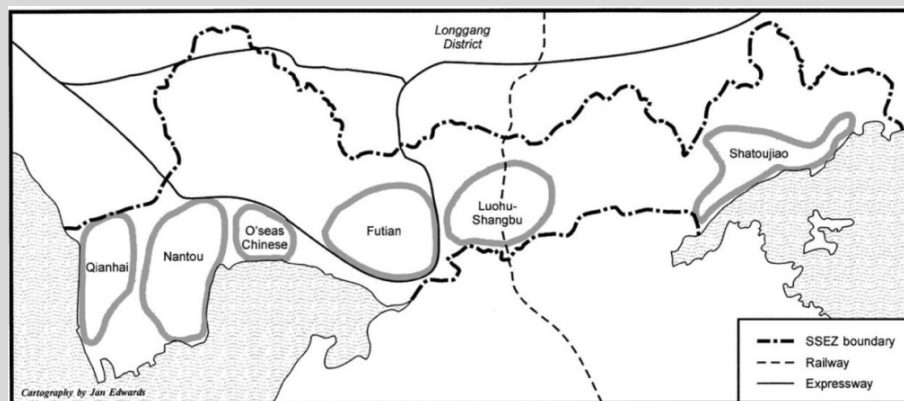 Longgang
District
Shatoujiao
Luohu-
Shangbu
O'seas
Chinese
Futian
Nantou
Qianhai
SSEZ boundary
Railway
Expressway
Cartography by Jan Edwards